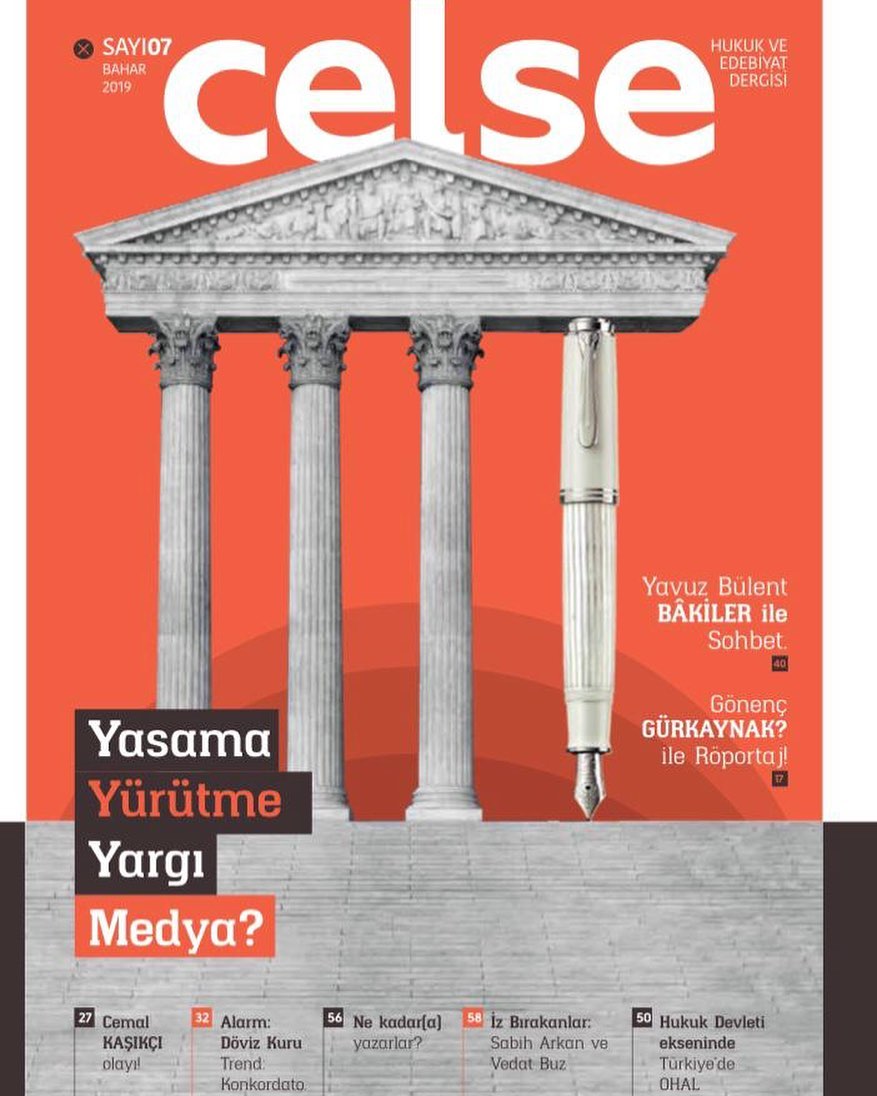 SAYI07
BAHAR
2019
celse
HUKUK VE
EDEBİYAT
DERGİSİ
Yavuz Bülent
BÂKİLER ile
Sohbet.
40
Gönenç
GÜRKAYNAK?
ile Röportaj!
17
Yasama
Yürütme
Yargı
Medya?
27 Cemal
KAŞIKÇI
olayı!
32 Alarm:
Döviz Kuru
Trend:
Konkordato.
56 Ne kadar(a)
yazarlar?
58 İz Bırakanlar:
Sabih Arkan ve
Vedat Buz
50 Hukuk Devleti
ekseninde
Türkiye'de
OHAL